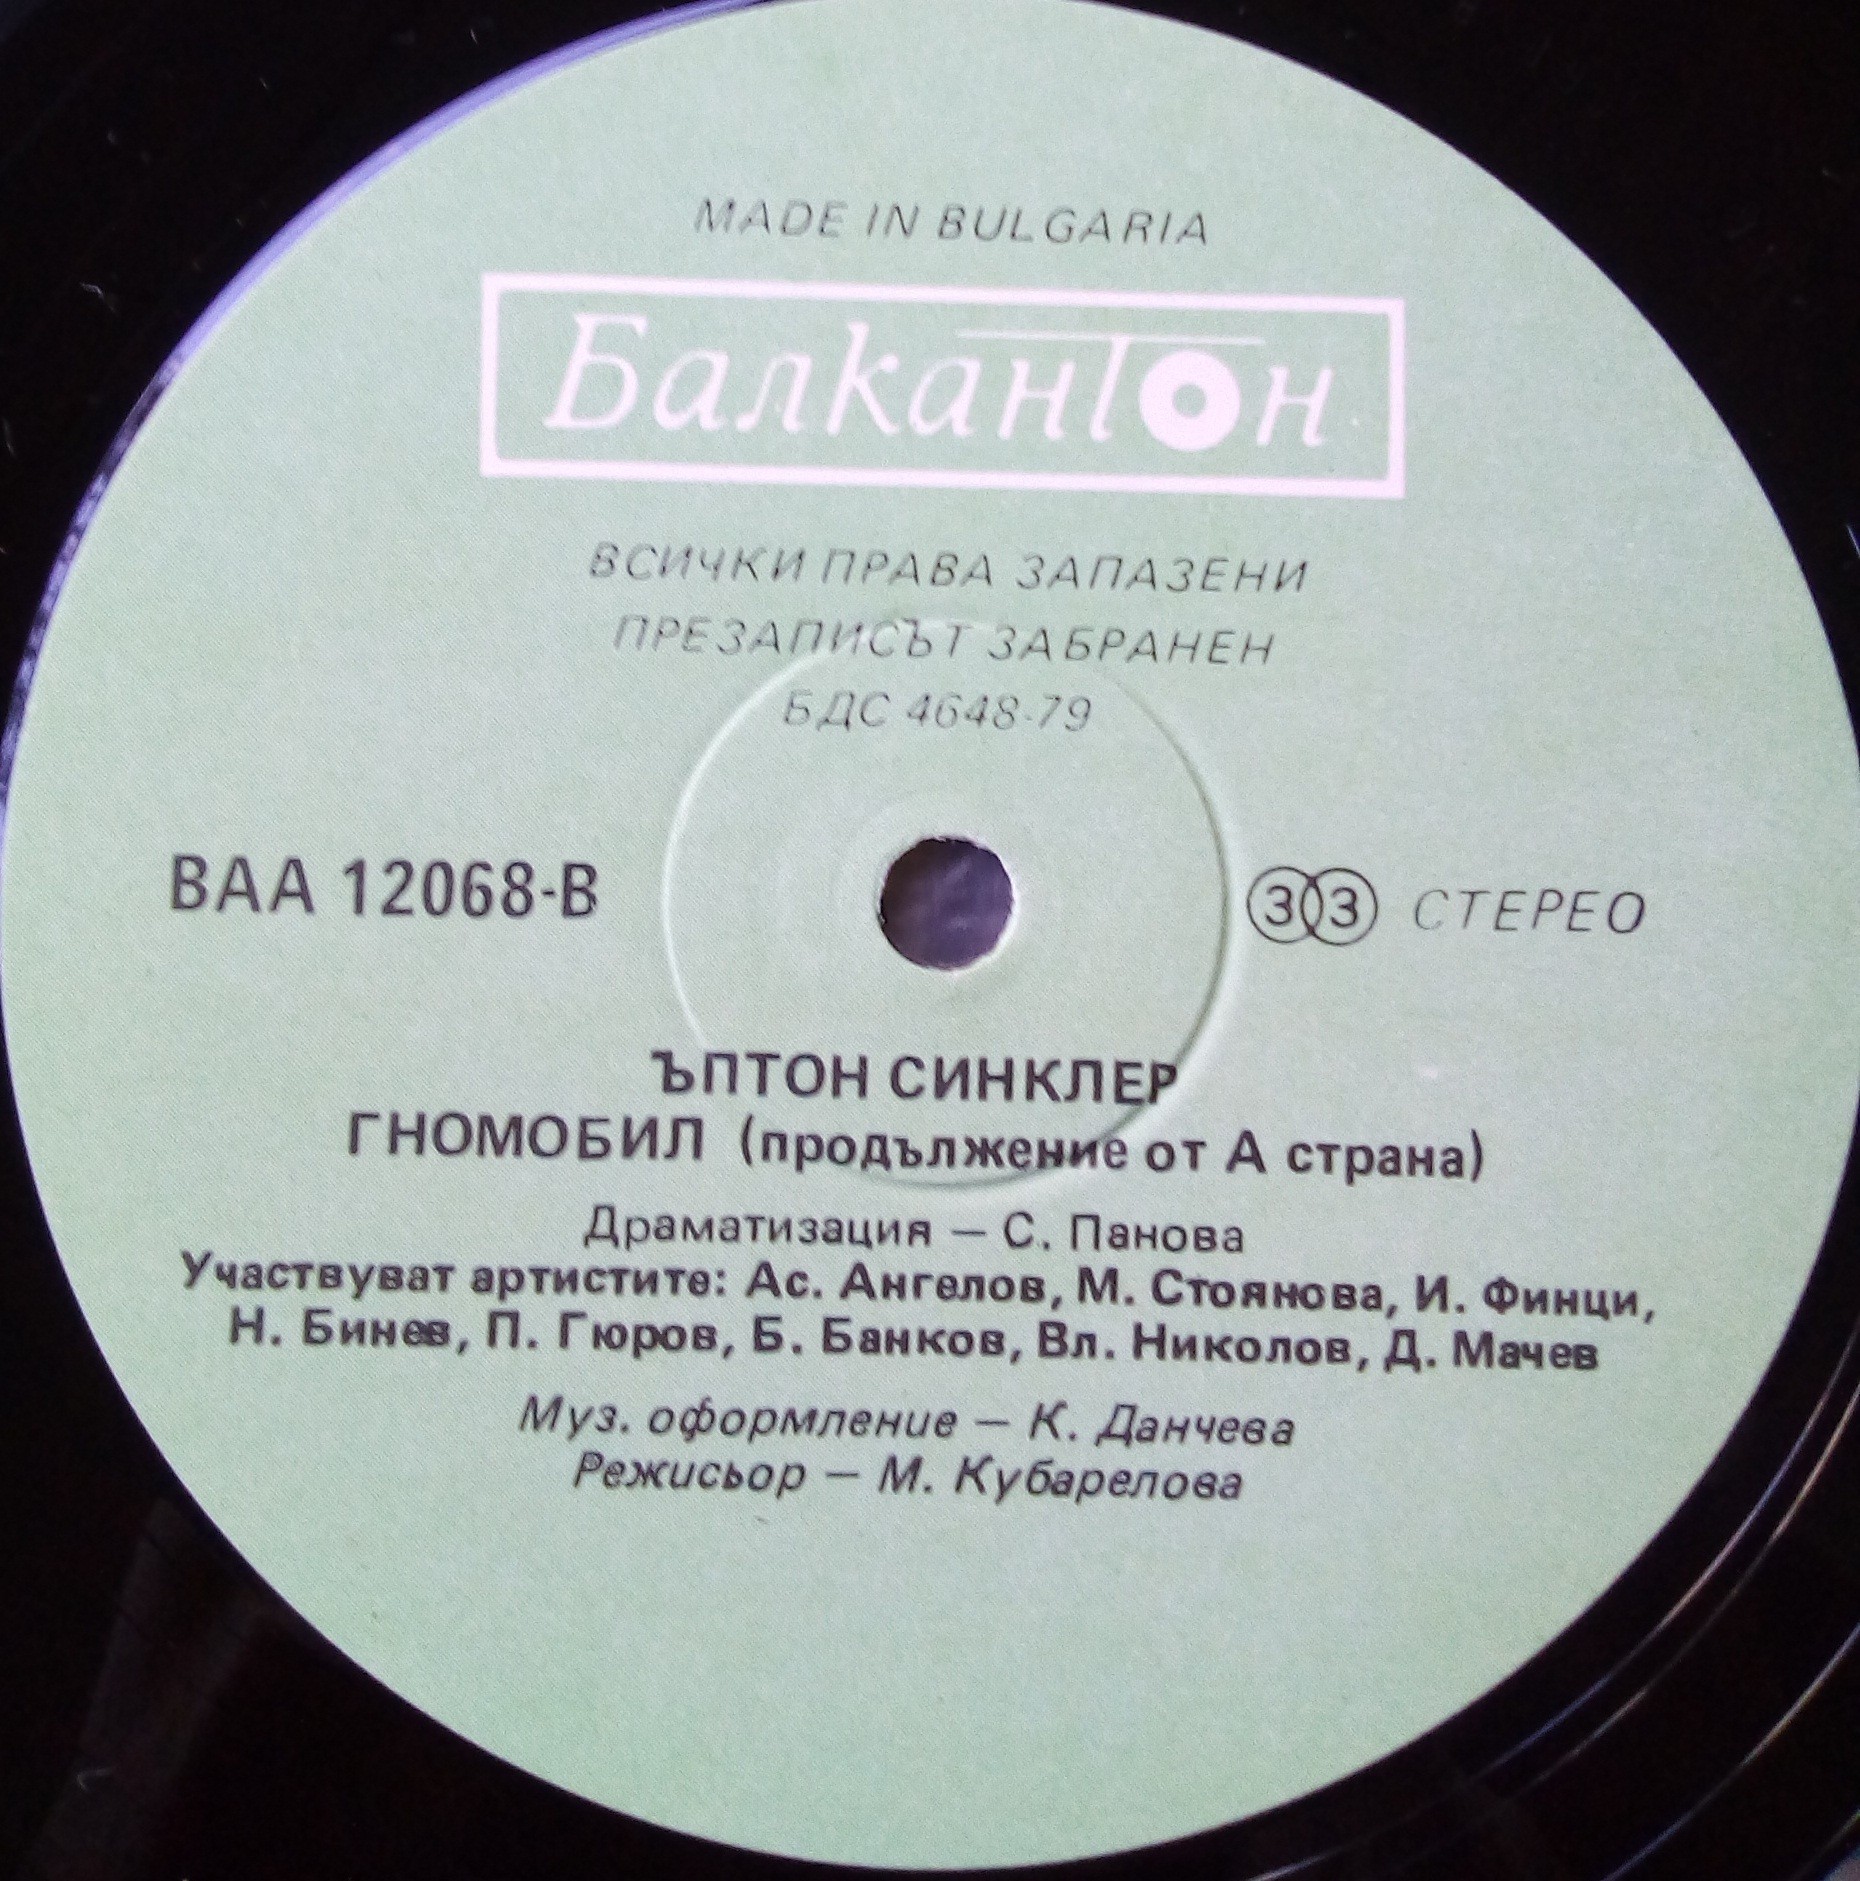 MADE IN BULGARIA
Балкантон
ВСИЧКИ ПРАВА ЗАПАЗЕНИ
ПРЕЗАПИСЪТ ЗАБРАНЕН
БДС 4648-79
ВАА 12068-В
33 СТЕРЕО
ЪПТОН СИНКЛЕР
ГНОМОБИЛ (продължение от А страна)
Драматизация — С. Панова
Участвуват артистите: Ас. Ангелов, М. Стоянова, И. Финци,
Н. Бинев, П. Гюров, Б. Банков, Вл. Николов, Д. Мачев
Муз. оформление — К. Данчева
Режисьор — М. Кубарелова